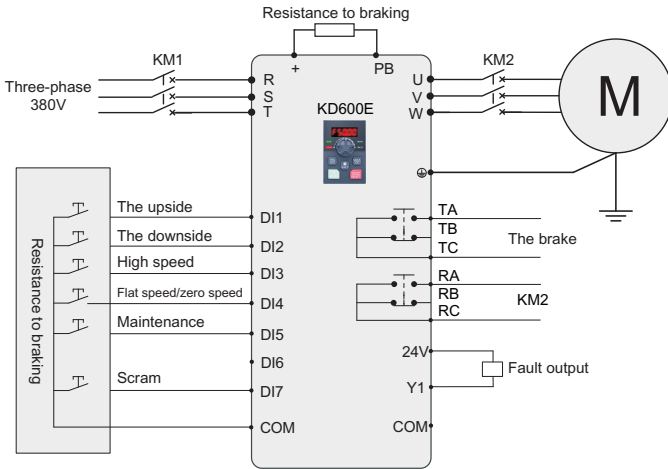 Resistance to braking
KM1
+
PB
KM2
Three-phase
380V
R
S
T
U
V
W
KD600E
M
The upside
DI1
The downside
DI2
High speed
DI3
Flat speed/zero speed
DI4
Maintenance
DI5
DI6
Scram
DI7
COM
Resistance to braking
TA
TB
TC
The brake
RA
RB
RC
KM2
24V
Y1
Fault output
COM